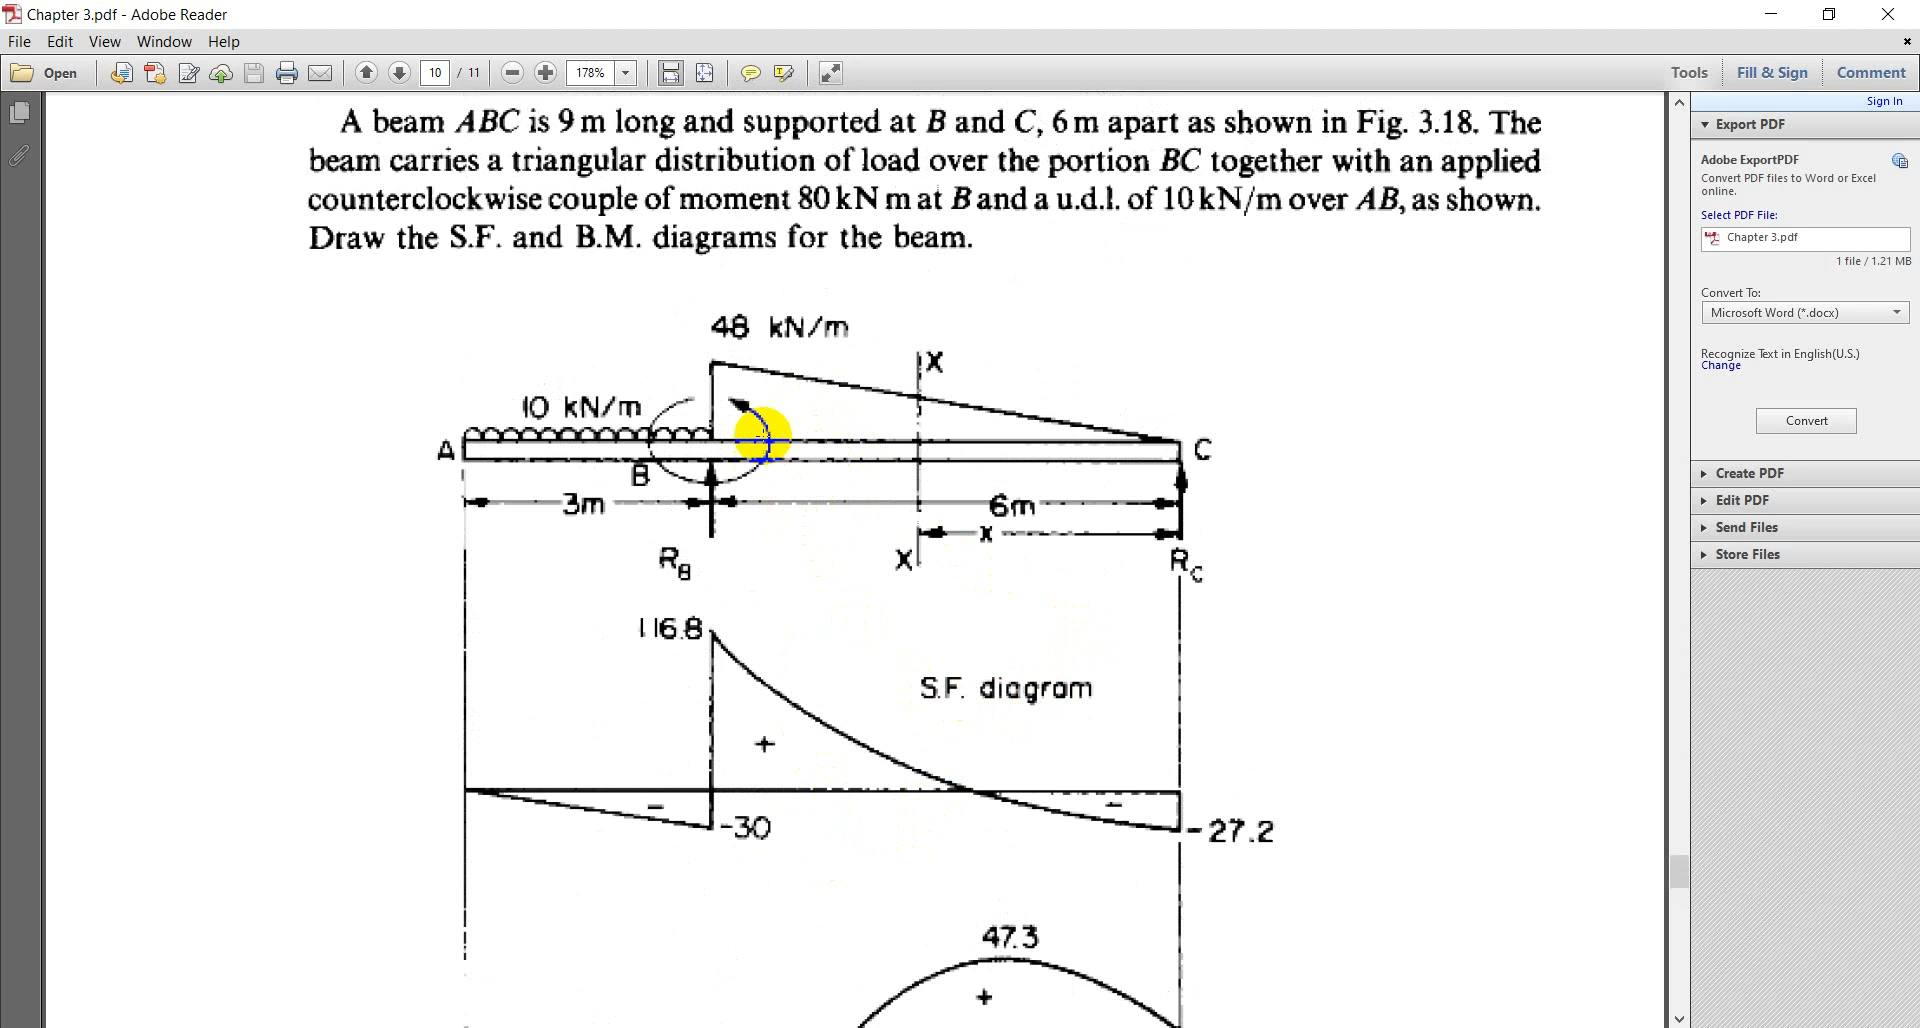 Chapter 3.pdf - Adobe Reader
File Edit View Window Help
Open 10 / 11 178% Tools Fill & Sign Comment
Sign In
Export PDF
Adobe ExportPDF
Convert PDF files to Word or Excel
online.
Select PDF File:
Chapter 3.pdf
1 file / 1.21 MB
Convert To:
Microsoft Word (*.docx)
Recognize Text in English(U.S.)
Change
Convert
Create PDF
Edit PDF
Send Files
Store Files
A beam ABC is 9 m long and supported at B and C, 6 m apart as shown in Fig. 3.18. The
beam carries a triangular distribution of load over the portion BC together with an applied
counterclockwise couple of moment 80 kN m at B and a u.d.l. of 10 kN/m over AB, as shown.
Draw the S.F. and B.M. diagrams for the beam.
48 kN/m
X
10 kN/m
A
C
B
3m
6m
x
RB
X
RC
116.8
S.F. diagram
+
-
-
-30
-27.2
47.3
+